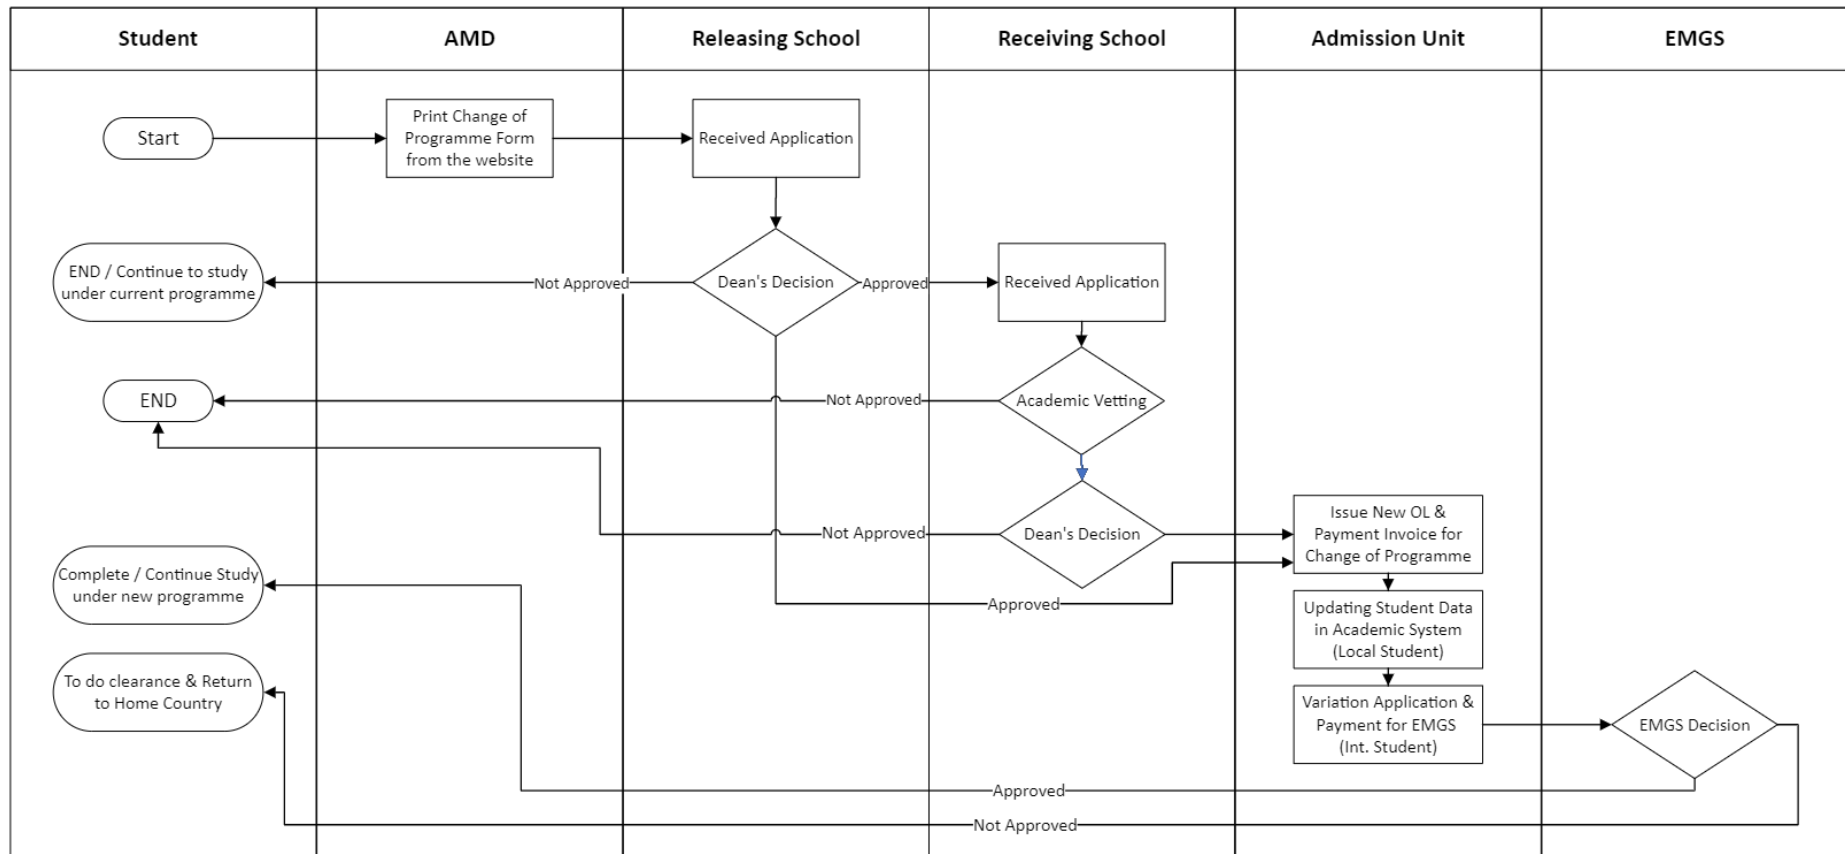 Student
AMD
Releasing School
Receiving School
Admission Unit
EMGS
Start
Print Change of
Programme Form
from the website
Received Application
END / Continue to study
under current programme
Not Approved
Dean's Decision
Approved
Received Application
END
Not Approved
Academic Vetting
Not Approved
Dean's Decision
Issue New OL &
Payment Invoice for
Change of Programme
Complete / Continue Study
under new programme
Approved
Updating Student Data
in Academic System
(Local Student)
To do clearance & Return
to Home Country
Variation Application &
Payment for EMGS
(Int. Student)
EMGS Decision
Approved
Not Approved